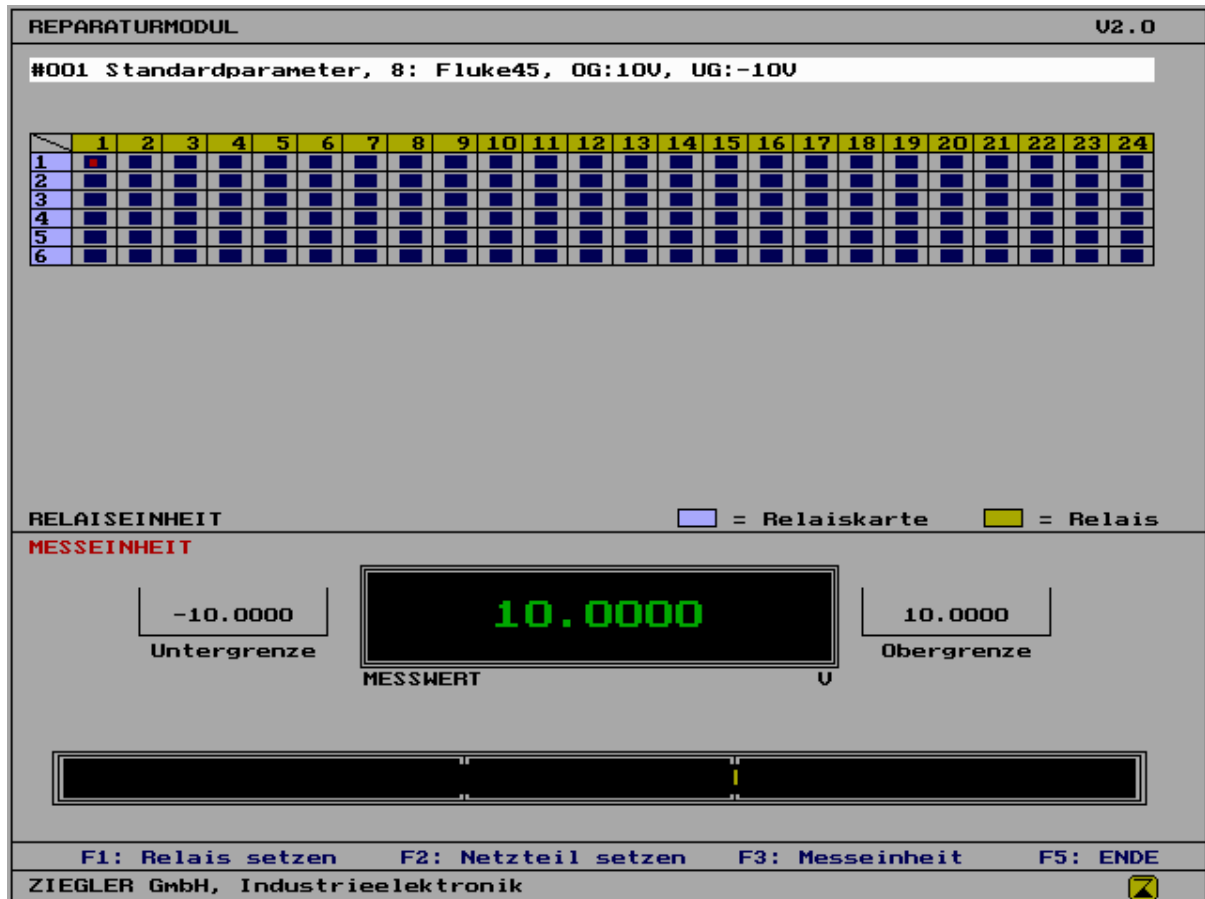 REPARATURMODUL V2.0
#001 Standardparameter, 8: Fluke45, OG:10V, UG:-10V
1 2 3 4 5 6 7 8 9 10 11 12 13 14 15 16 17 18 19 20 21 22 23 24
1
2
3
4
5
6
RELAISEINHEIT = Relaiskarte = Relais
MESSEINHEIT
-10.0000 10.0000 10.0000
Untergrenze Obergrenze
MESSWERT V
F1: Relais setzen F2: Netzteil setzen F3: Messeinheit F5: ENDE
ZIEGLER GmbH, Industrieelektronik